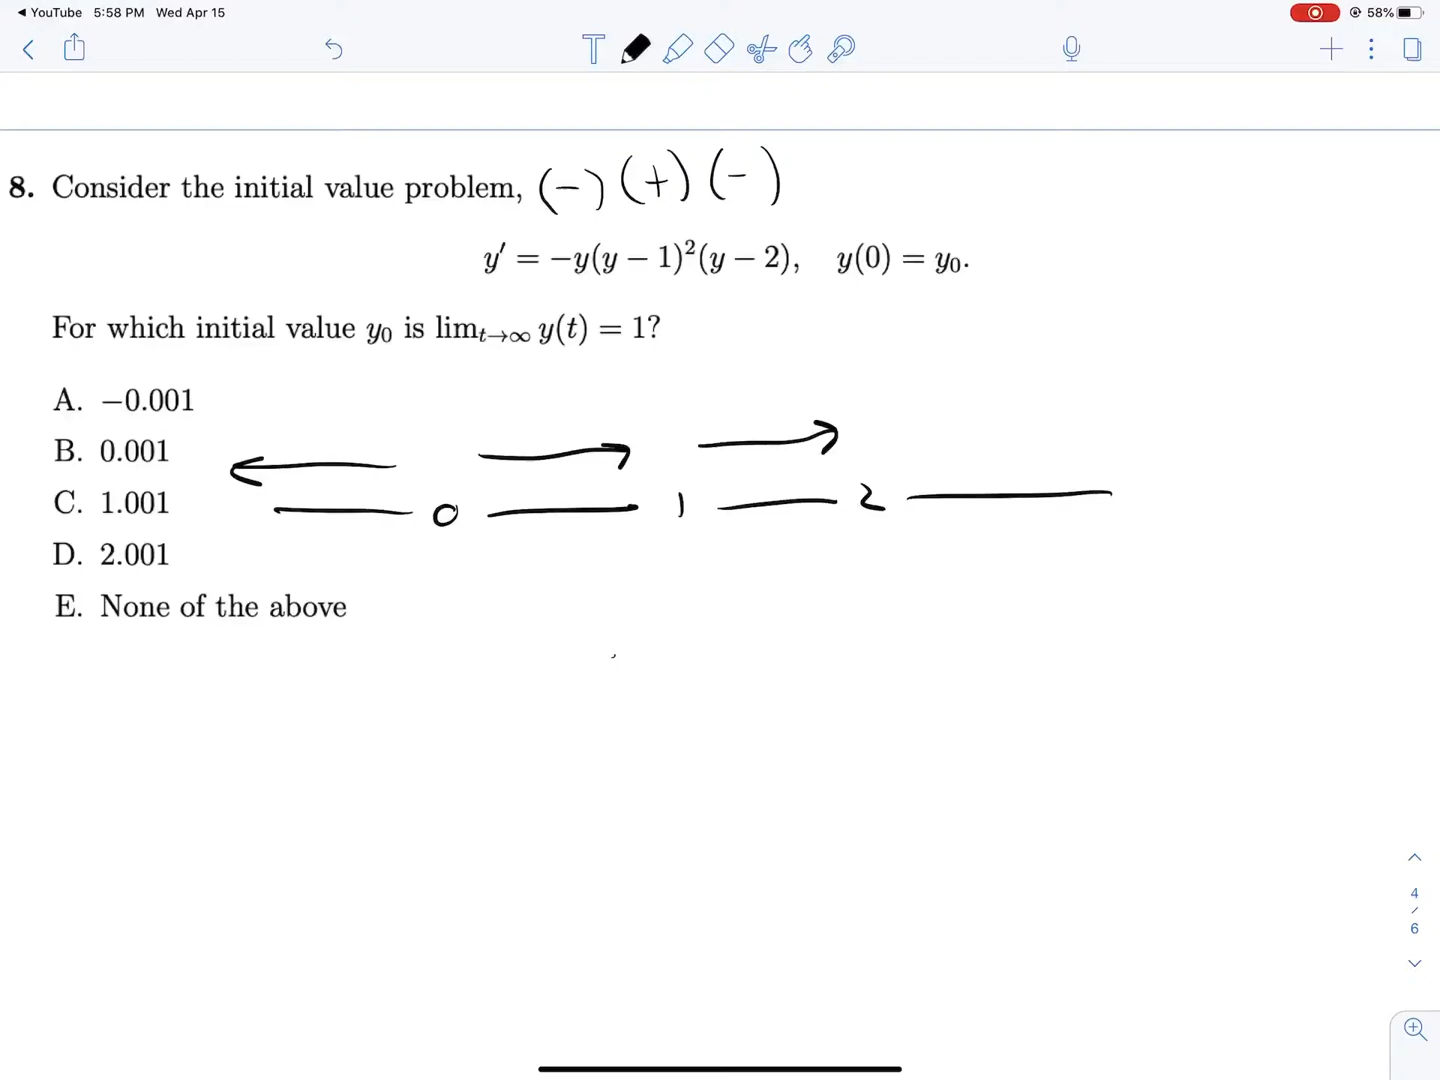 ◀ YouTube 5:58 PM Wed Apr 15 58%
T
8. Consider the initial value problem, (-) (+) (-)
y′ = −y(y − 1)²(y − 2), y(0) = y₀.
For which initial value y₀ is limₜ→∞ y(t) = 1?
A. −0.001
B. 0.001
C. 1.001
D. 2.001
E. None of the above
0 1 2
4
/
6